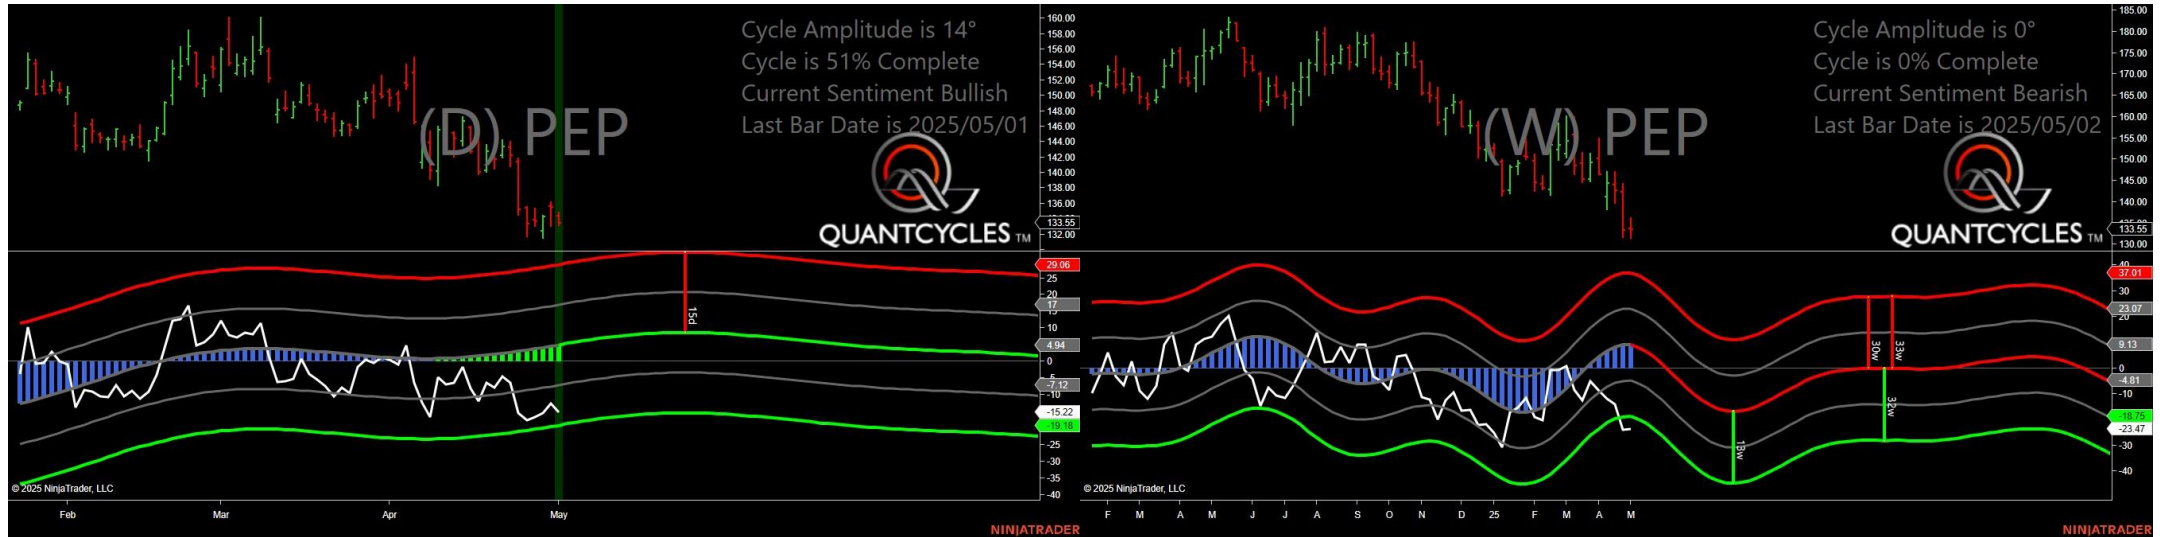 Cycle Amplitude is 14°
Cycle is 51% Complete
Current Sentiment Bullish
Last Bar Date is 2025/05/01
(D) PEP
QUANTCYCLES TM
160.00
158.00
156.00
154.00
152.00
150.00
148.00
146.00
144.00
142.00
140.00
138.00
136.00
133.55
132.00
29.06
25
20
17
10
4.94
0
-5
-7.12
-10
-15.22
-19.18
-25
-30
-35
-40
15d
© 2025 NinjaTrader, LLC
Feb Mar Apr May
NINJATRADER
Cycle Amplitude is 0°
Cycle is 0% Complete
Current Sentiment Bearish
Last Bar Date is 2025/05/02
(W) PEP
QUANTCYCLES TM
185.00
180.00
175.00
170.00
165.00
160.00
155.00
150.00
145.00
140.00
133.55
130.00
40
37.01
30
23.07
20
9.13
0
-4.81
-10
-18.75
-23.47
-30
-40
13w
30w
33w
32w
© 2025 NinjaTrader, LLC
F M A M J J A S O N D 25 F M A M
NINJATRADER